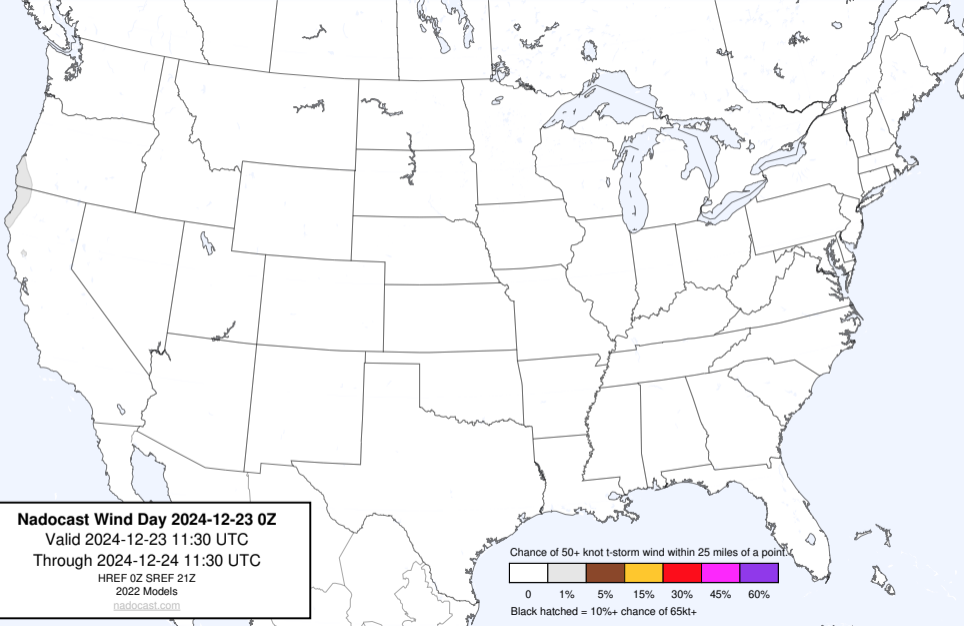 Nadocast Wind Day 2024-12-23 0Z
Valid 2024-12-23 11:30 UTC
Through 2024-12-24 11:30 UTC
HREF 0Z SREF 21Z
2022 Models
nadocast.com
Chance of 50+ knot t-storm wind within 25 miles of a point.
0 1% 5% 15% 30% 45% 60%
Black hatched = 10%+ chance of 65kt+